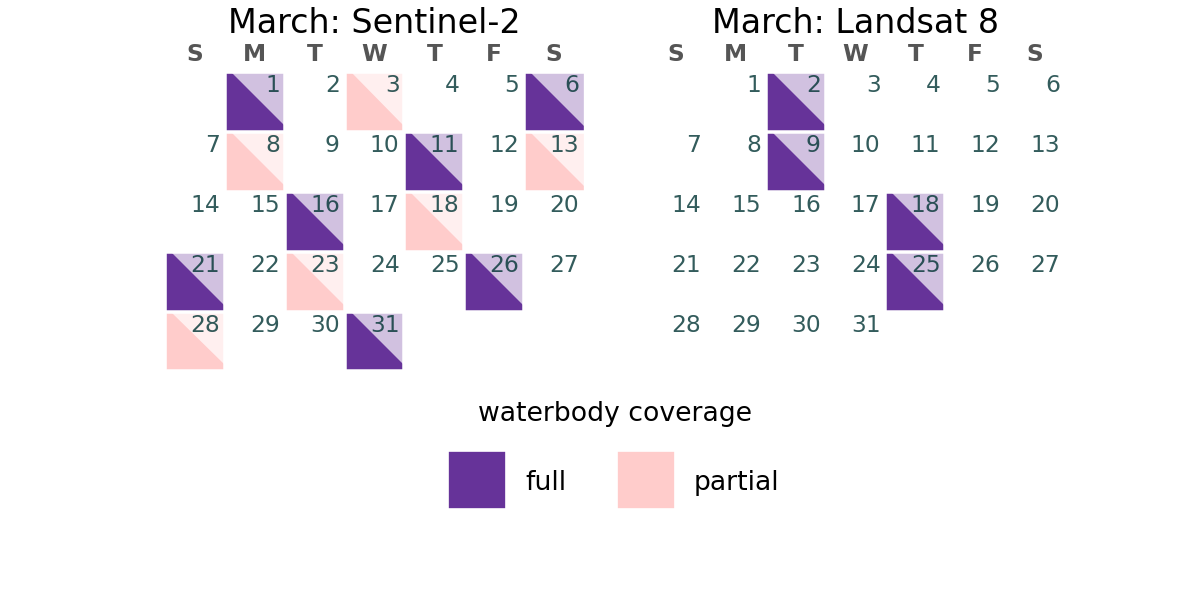 March: Sentinel-2
S M T W T F S
1 2 3 4 5 6
7 8 9 10 11 12 13
14 15 16 17 18 19 20
21 22 23 24 25 26 27
28 29 30 31
March: Landsat 8
S M T W T F S
1 2 3 4 5 6
7 8 9 10 11 12 13
14 15 16 17 18 19 20
21 22 23 24 25 26 27
28 29 30 31
waterbody coverage
full
partial